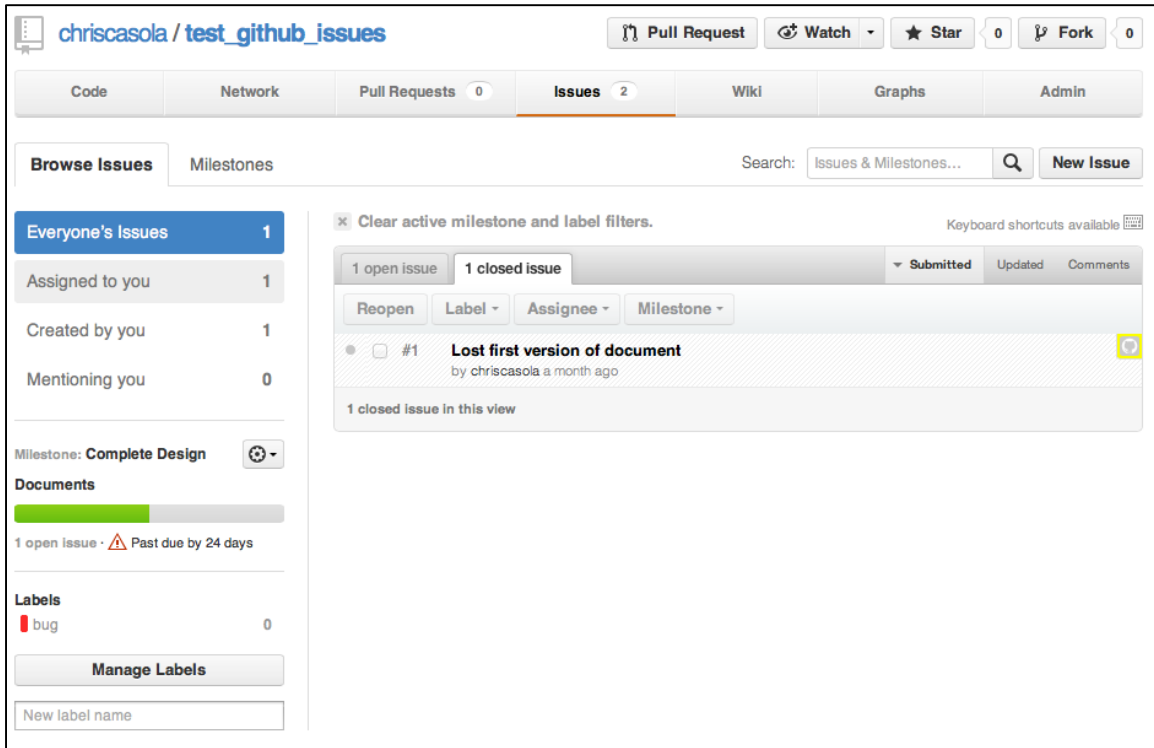 chriscasola / test_github_issues
Pull Request Watch Star 0 Fork 0
Code Network Pull Requests 0 Issues 2 Wiki Graphs Admin
Browse Issues Milestones Search: Issues & Milestones... New Issue
Everyone's Issues 1
Assigned to you 1
Created by you 1
Mentioning you 0
Milestone: Complete Design
Documents
1 open issue · Past due by 24 days
Labels
bug 0
Manage Labels
New label name
Clear active milestone and label filters. Keyboard shortcuts available
1 open issue 1 closed issue Submitted Updated Comments
Reopen Label Assignee Milestone
#1 Lost first version of document
by chriscasola a month ago
1 closed issue in this view